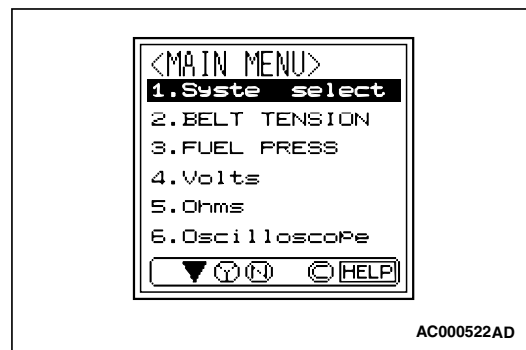 <MAIN MENU>
1.Syste select
2.BELT TENSION
3.FUEL PRESS
4.Volts
5.Ohms
6.Oscilloscope
▼ Y N C HELP
AC000522AD